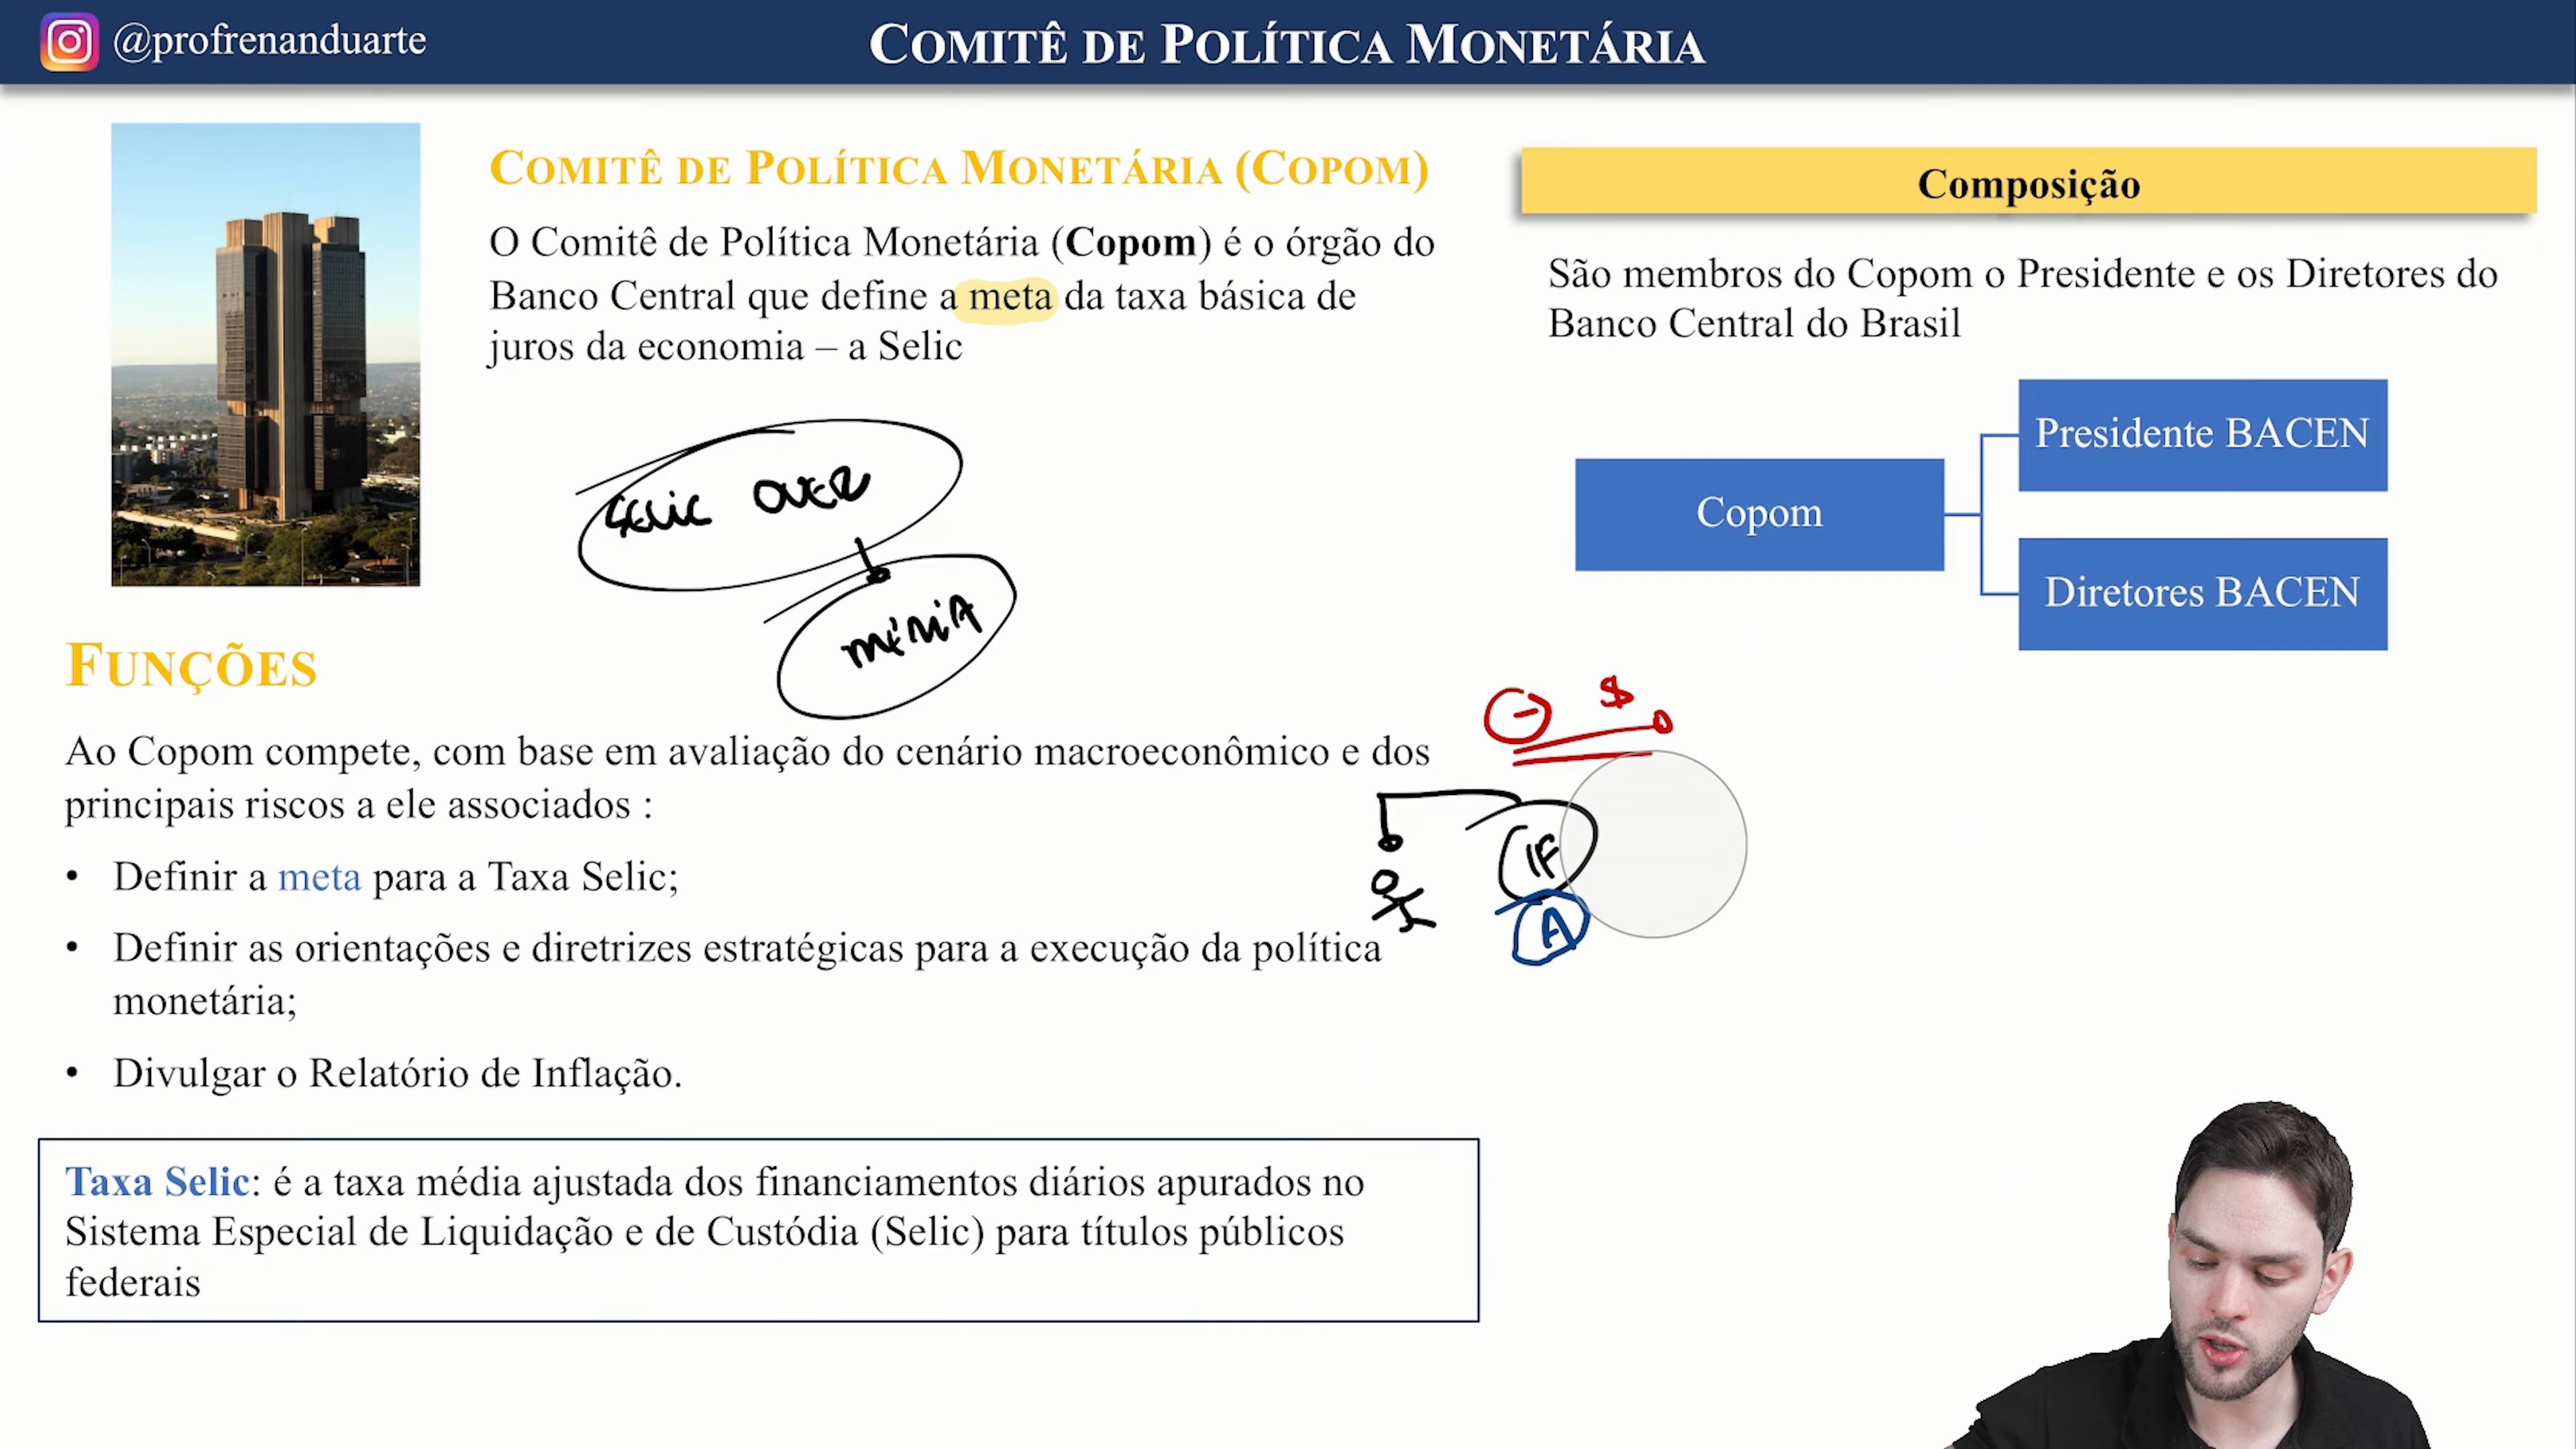 @profrenanduarte
COMITÊ DE POLÍTICA MONETÁRIA
COMITÊ DE POLÍTICA MONETÁRIA (COPOM)
O Comitê de Política Monetária (Copom) é o órgão do
Banco Central que define a meta da taxa básica de
juros da economia – a Selic
SELIC OVER
MÉDIA
Composição
São membros do Copom o Presidente e os Diretores do
Banco Central do Brasil
Copom
Presidente BACEN
Diretores BACEN
FUNÇÕES
Ao Copom compete, com base em avaliação do cenário macroeconômico e dos
principais riscos a ele associados :
• Definir a meta para a Taxa Selic;
• Definir as orientações e diretrizes estratégicas para a execução da política
monetária;
• Divulgar o Relatório de Inflação.
- $
IF
A
Taxa Selic: é a taxa média ajustada dos financiamentos diários apurados no
Sistema Especial de Liquidação e de Custódia (Selic) para títulos públicos
federais